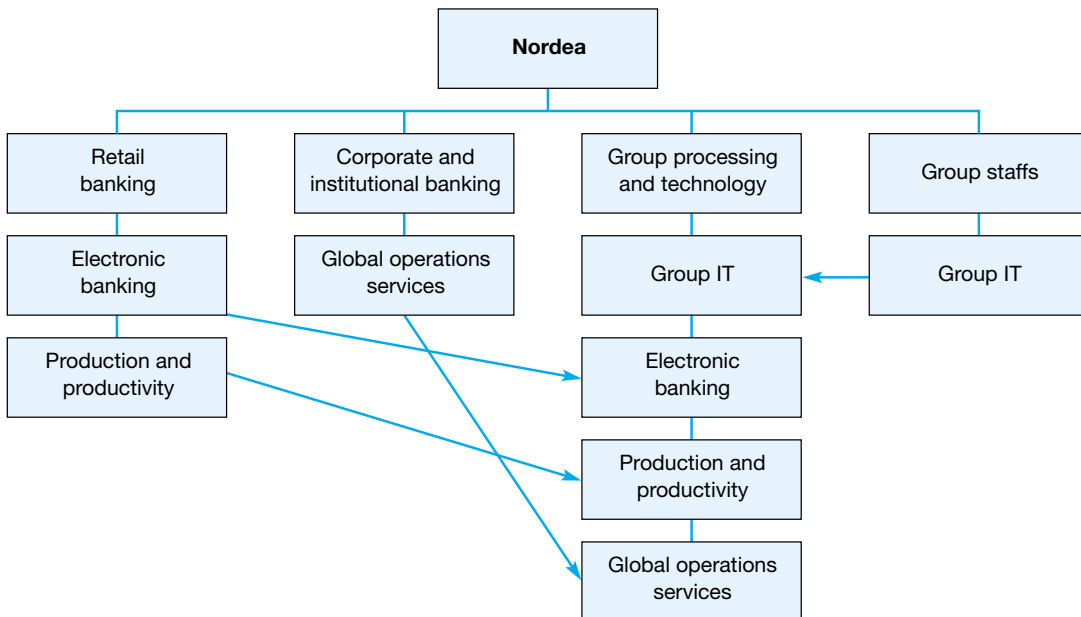 Nordea
Retail
banking
Corporate and
institutional banking
Group processing
and technology
Group staffs
Electronic
banking
Global operations
services
Group IT
Group IT
Production and
productivity
Electronic
banking
Production and
productivity
Global operations
services